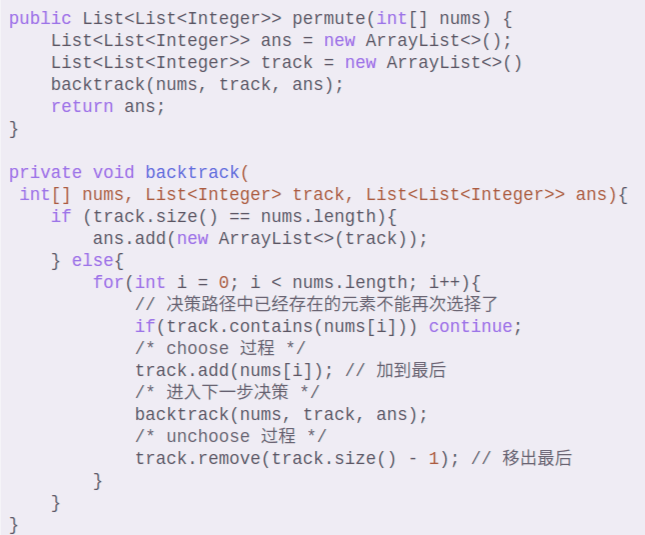 public List<List<Integer>> permute(int[] nums) {
    List<List<Integer>> ans = new ArrayList<>();
    List<List<Integer>> track = new ArrayList<>()
    backtrack(nums, track, ans);
    return ans;
}

private void backtrack(
 int[] nums, List<Integer> track, List<List<Integer>> ans){
    if (track.size() == nums.length){
        ans.add(new ArrayList<>(track));
    } else{
        for(int i = 0; i < nums.length; i++){
            // 决策路径中已经存在的元素不能再次选择了
            if(track.contains(nums[i])) continue;
            /* choose 过程 */
            track.add(nums[i]); // 加到最后
            /* 进入下一步决策 */
            backtrack(nums, track, ans);
            /* unchoose 过程 */
            track.remove(track.size() - 1); // 移出最后
        }
    }
}